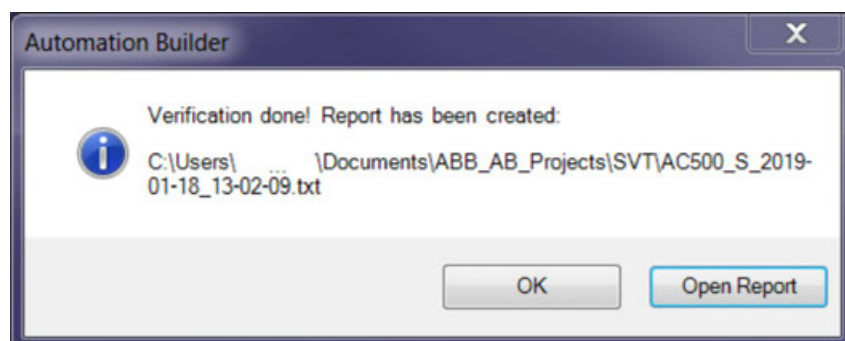 Automation Builder
X
Verification done! Report has been created:
C:\Users\ ... \Documents\ABB_AB_Projects\SVT\AC500_S_2019-
01-18_13-02-09.txt
OK
Open Report